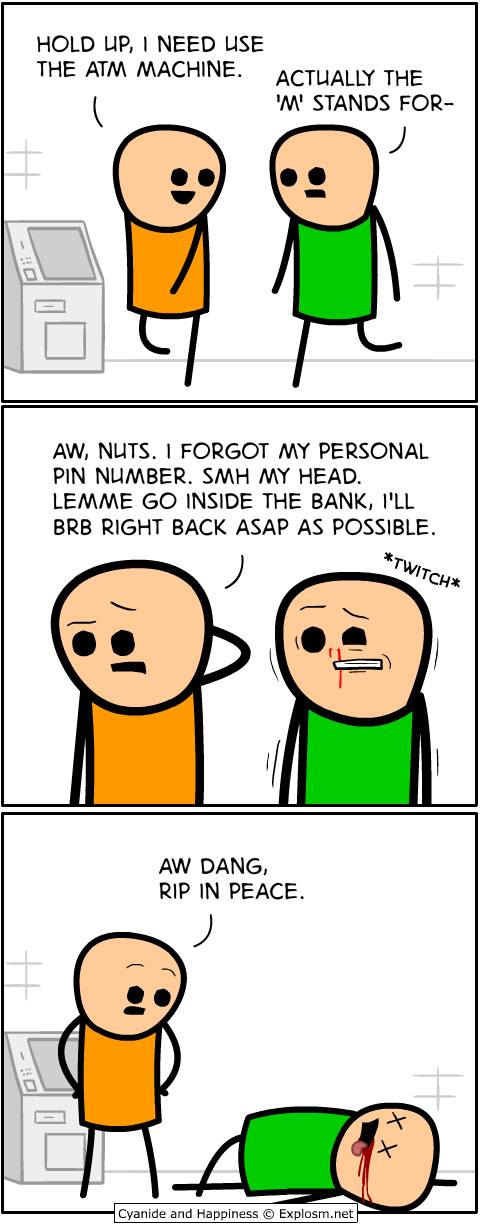 HOLD UP, I NEED USE
THE ATM MACHINE.
ACTUALLY THE
'M' STANDS FOR-
AW, NUTS. I FORGOT MY PERSONAL
PIN NUMBER. SMH MY HEAD.
LEMME GO INSIDE THE BANK, I'LL
BRB RIGHT BACK ASAP AS POSSIBLE.
*TWITCH*
AW DANG,
RIP IN PEACE.
Cyanide and Happiness © Explosm.net